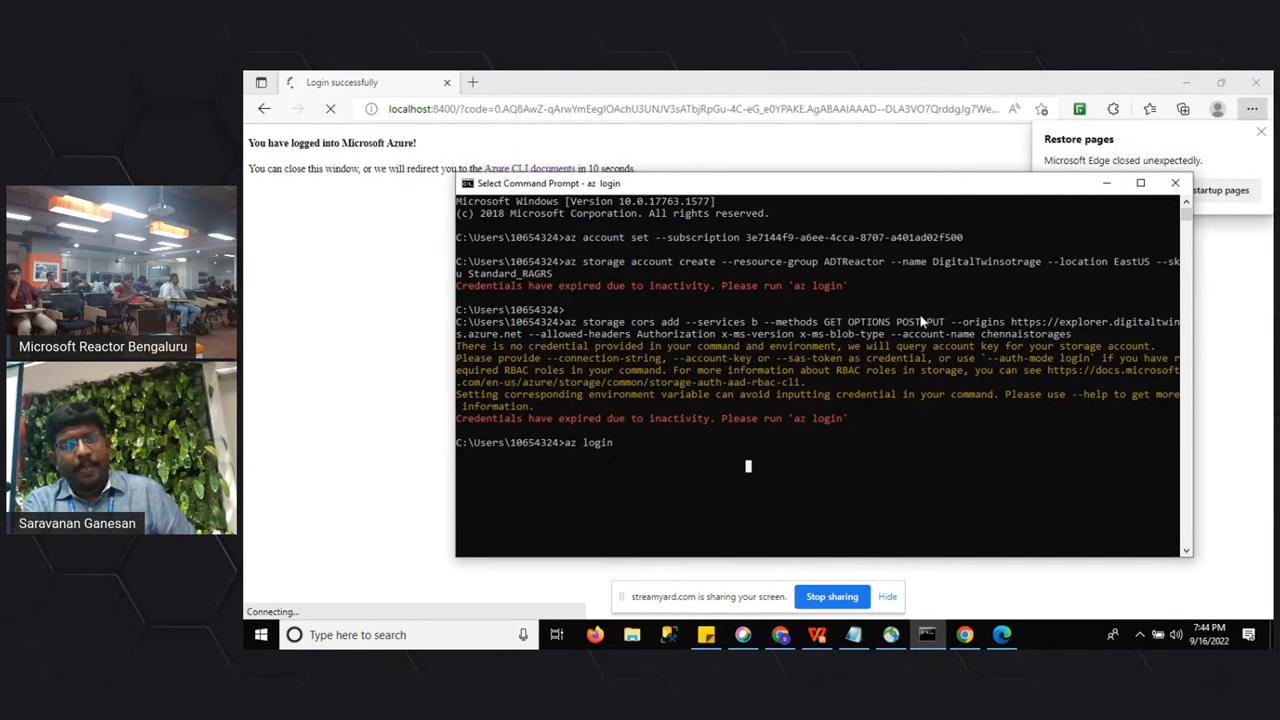 Login successfully
localhost:8400/?code=0.AQ8AwZ-qArwYmEegIOAchU3UNJV3sATbjRpGu-4C-eG_e0YPAKE.AgABAAIAAAD--DLA3VO7QrddgJg7We...
Restore pages
Microsoft Edge closed unexpectedly.
startup pages
You have logged into Microsoft Azure!
You can close this window, or we will redirect you to the Azure CLI documents in 10 seconds.
Select Command Prompt - az login
Microsoft Windows [Version 10.0.17763.1577]
(c) 2018 Microsoft Corporation. All rights reserved.
C:\Users\10654324>az account set --subscription 3e7144f9-a6ee-4cca-8707-a401ad02f500
C:\Users\10654324>az storage account create --resource-group ADTReactor --name DigitalTwinsotrage --location EastUS --sk
u Standard_RAGRS
Credentials have expired due to inactivity. Please run 'az login'
C:\Users\10654324>
C:\Users\10654324>az storage cors add --services b --methods GET OPTIONS POST PUT --origins https://explorer.digitaltwin
s.azure.net --allowed-headers Authorization x-ms-version x-ms-blob-type --account-name chennaistorages
There is no credential provided in your command and environment, we will query account key for your storage account.
Please provide --connection-string, --account-key or --sas-token as credential, or use `--auth-mode login` if you have r
equired RBAC roles in your command. For more information about RBAC roles in storage, you can see https://docs.microsoft
.com/en-us/azure/storage/common/storage-auth-aad-rbac-cli.
Setting corresponding environment variable can avoid inputting credential in your command. Please use --help to get more
information.
Credentials have expired due to inactivity. Please run 'az login'
C:\Users\10654324>az login
Microsoft Reactor Bengaluru
Saravanan Ganesan
streamyard.com is sharing your screen.
Stop sharing
Hide
Connecting...
Type here to search
7:44 PM
9/16/2022